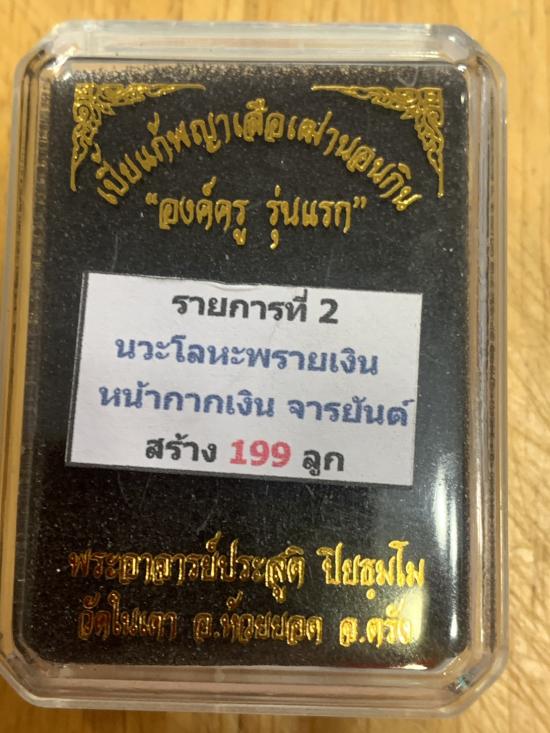 เบี้ยแก้พญาเสือเฒ่านอนกิน
“องค์ครู รุ่นแรก”
รายการที่ 2
นวะโลหะพรายเงิน
หน้ากากเงิน จารยันต์
สร้าง 199 ลูก
พระอาจารย์ประสูติ ปิยธมฺโม
วัดในเตา อ.ห้วยยอด จ.ตรัง